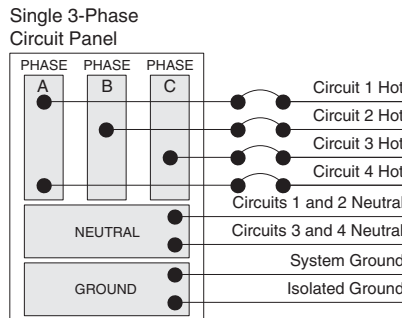 Single 3-Phase
Circuit Panel
PHASE PHASE PHASE
A B C
Circuit 1 Hot
Circuit 2 Hot
Circuit 3 Hot
Circuit 4 Hot
Circuits 1 and 2 Neutral
NEUTRAL
Circuits 3 and 4 Neutral
System Ground
GROUND
Isolated Ground